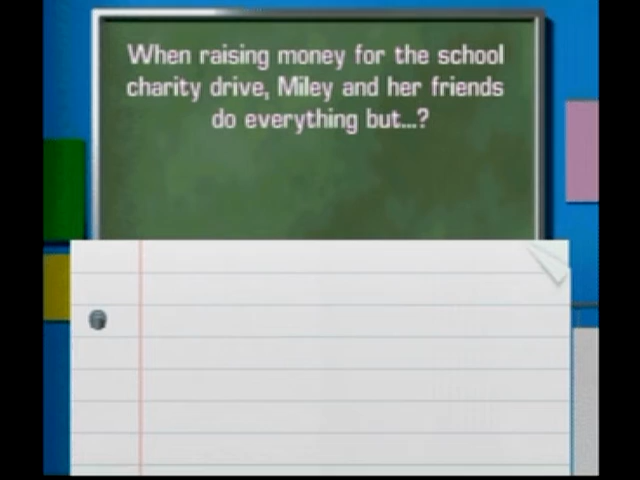 When raising money for the school
charity drive, Miley and her friends
do everything but...?